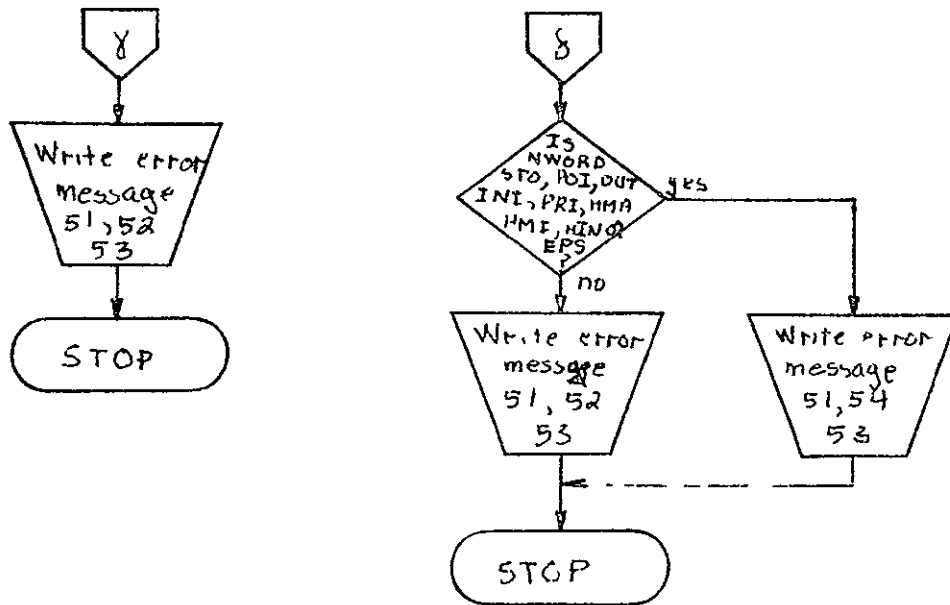 γ
Write error
message
51, 52
53
STOP
δ
IS
NWORD
STO, POI, OUT
INI, PRI, HMA
HMI, HINO2
EPS
?
yes
no
Write error
message
51, 52
53
Write error
message
51, 54
53
STOP